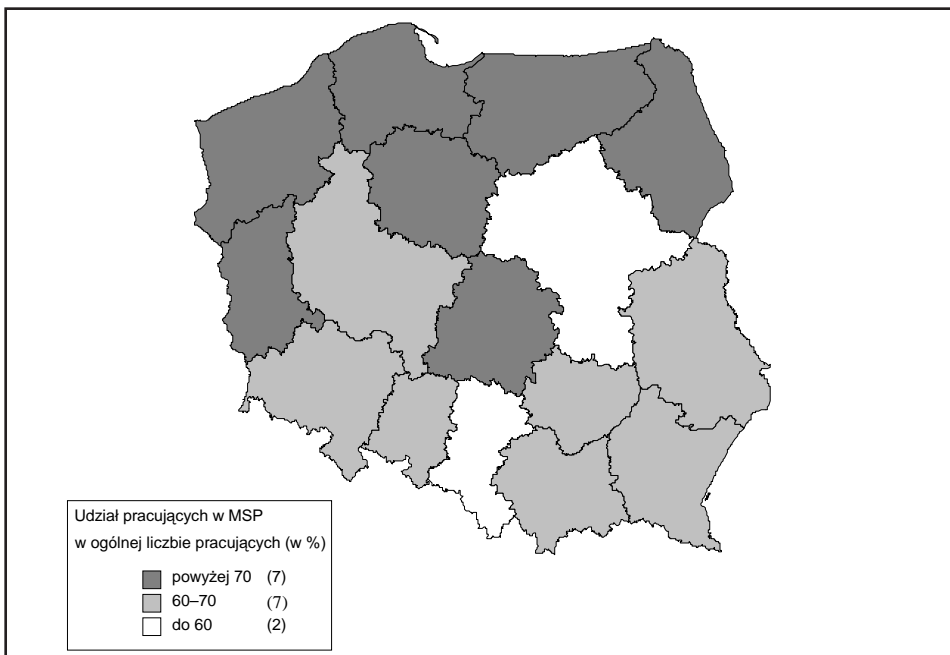 Udział pracujących w MSP
w ogólnej liczbie pracujących (w %)
powyżej 70 (7)
60–70 (7)
do 60 (2)